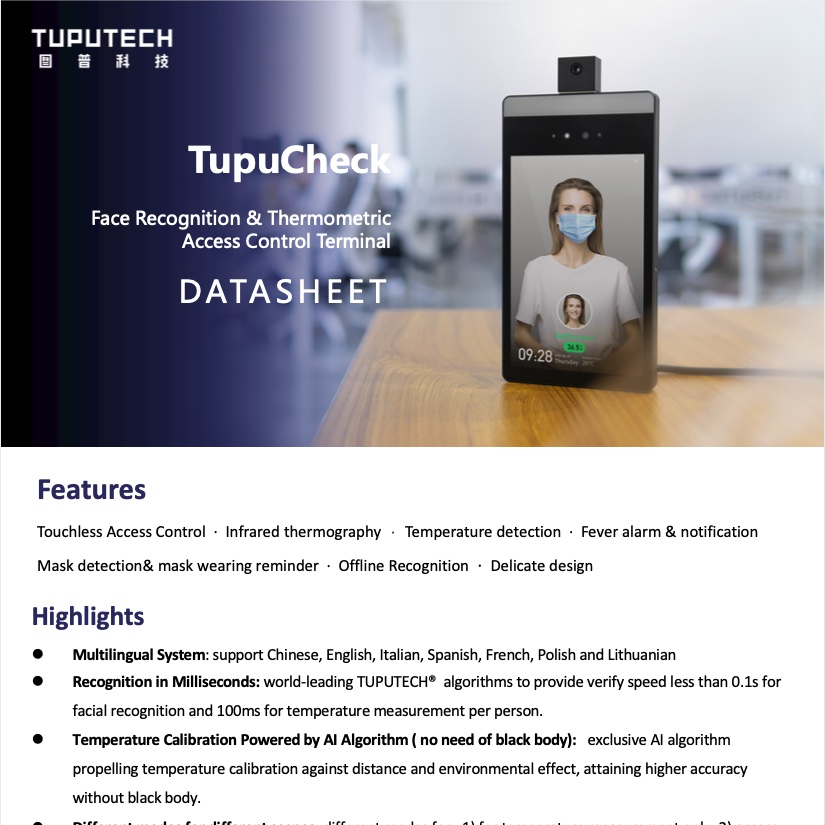 TUPUTECH
图普科技
TupuCheck
Face Recognition & Thermometric
Access Control Terminal
DATASHEET
36.5
09:28
Thursday 26°C
Features
Touchless Access Control · Infrared thermography · Temperature detection · Fever alarm & notification
Mask detection& mask wearing reminder · Offline Recognition · Delicate design
Highlights
● Multilingual System: support Chinese, English, Italian, Spanish, French, Polish and Lithuanian
● Recognition in Milliseconds: world-leading TUPUTECH® algorithms to provide verify speed less than 0.1s for
facial recognition and 100ms for temperature measurement per person.
● Temperature Calibration Powered by AI Algorithm ( no need of black body): exclusive AI algorithm
propelling temperature calibration against distance and environmental effect, attaining higher accuracy
without black body.